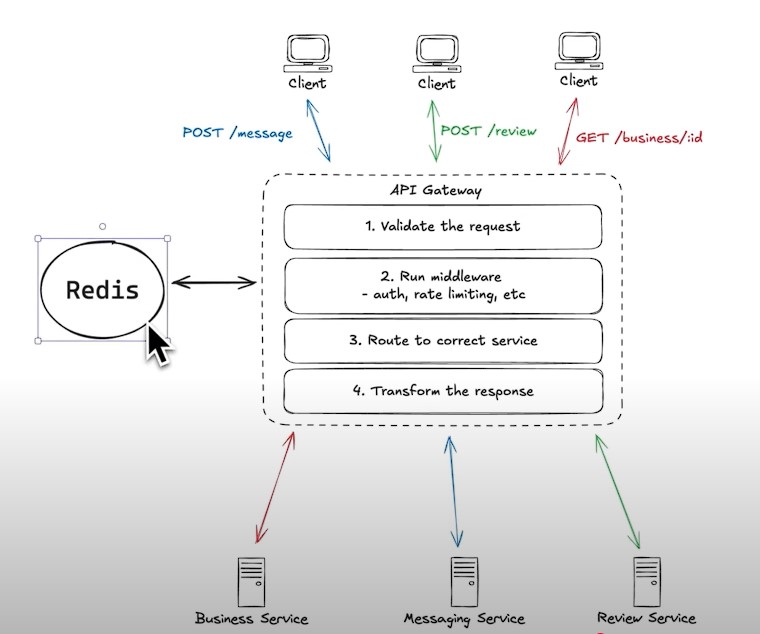 Client
Client
Client
POST /message
POST /review
GET /business/:id
API Gateway
1. Validate the request
Redis
2. Run middleware
- auth, rate limiting, etc
3. Route to correct service
4. Transform the response
Business Service
Messaging Service
Review Service